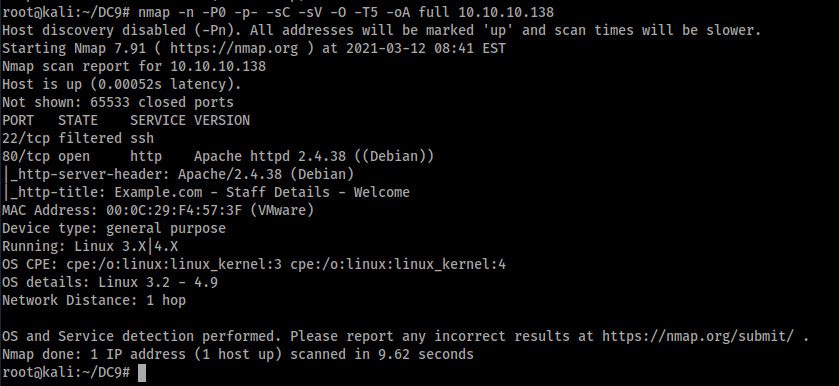 root@kali:~/DC9# nmap -n -P0 -p- -sC -sV -O -T5 -oA full 10.10.10.138
Host discovery disabled (-Pn). All addresses will be marked 'up' and scan times will be slower.
Starting Nmap 7.91 ( https://nmap.org ) at 2021-03-12 08:41 EST
Nmap scan report for 10.10.10.138
Host is up (0.00052s latency).
Not shown: 65533 closed ports
PORT   STATE    SERVICE VERSION
22/tcp filtered ssh
80/tcp open     http    Apache httpd 2.4.38 ((Debian))
|_http-server-header: Apache/2.4.38 (Debian)
|_http-title: Example.com - Staff Details - Welcome
MAC Address: 00:0C:29:F4:57:3F (VMware)
Device type: general purpose
Running: Linux 3.X|4.X
OS CPE: cpe:/o:linux:linux_kernel:3 cpe:/o:linux:linux_kernel:4
OS details: Linux 3.2 - 4.9
Network Distance: 1 hop

OS and Service detection performed. Please report any incorrect results at https://nmap.org/submit/ .
Nmap done: 1 IP address (1 host up) scanned in 9.62 seconds
root@kali:~/DC9#